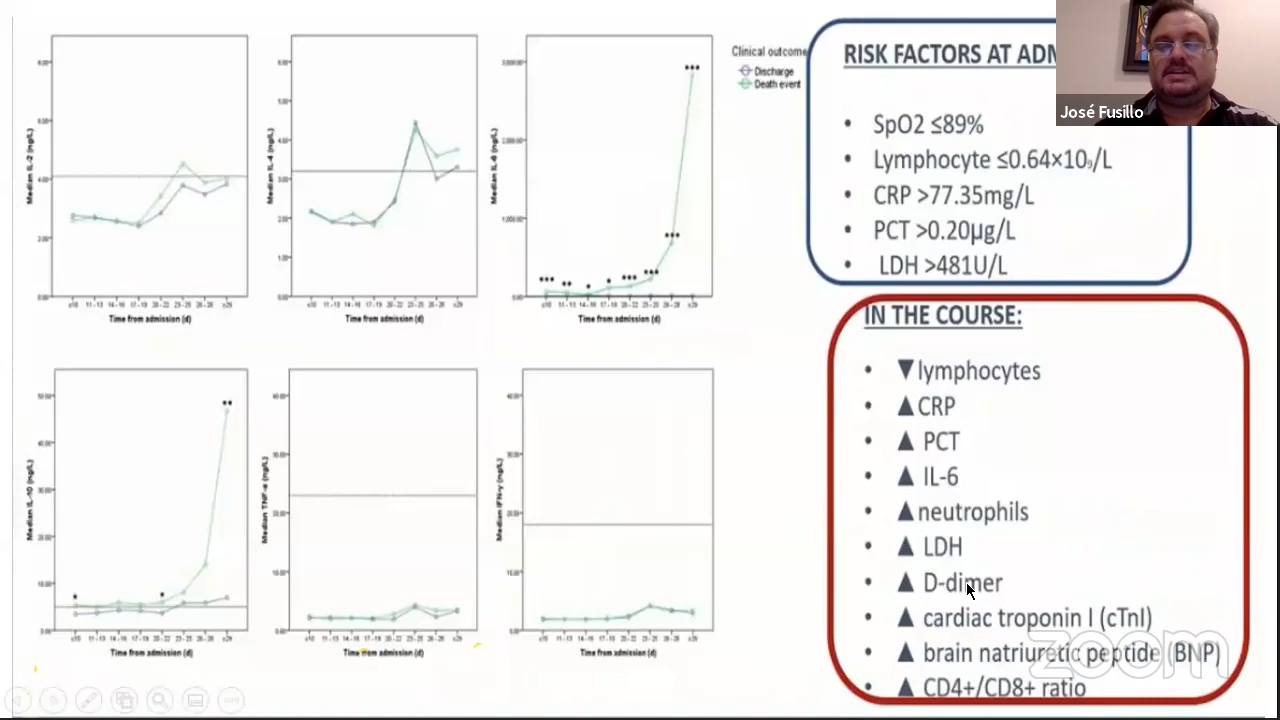 Clinical outcome
Discharge
Death event
Median IL-2 (ng/L)
Time from admission (d)
Median IL-4 (ng/L)
Time from admission (d)
Median IL-6 (ng/L)
Time from admission (d)
Median IL-10 (ng/L)
Time from admission (d)
Median TNF-α (ng/L)
Time from admission (d)
Median IFN-γ (ng/L)
Time from admission (d)
RISK FACTORS AT
• SpO2 ≤89%
• Lymphocyte ≤0.64×10₉/L
• CRP >77.35mg/L
• PCT >0.20µg/L
• LDH >481U/L
IN THE COURSE:
• ▼lymphocytes
• ▲CRP
• ▲ PCT
• ▲ IL-6
• ▲neutrophils
• ▲ LDH
• ▲ D-dimer
• ▲ cardiac troponin I (cTnI)
• ▲ brain natriuretic peptide (BNP)
• ▲ CD4+/CD8+ ratio
José Fusillo
zoom